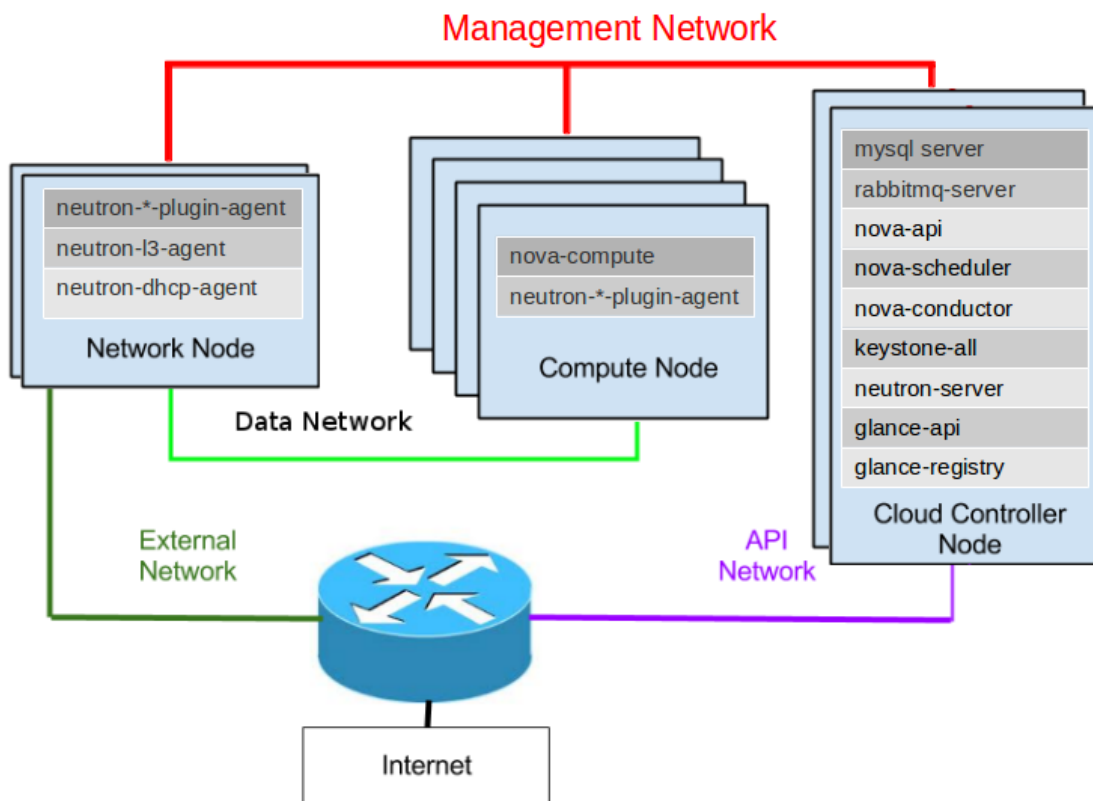 Management Network
neutron-*-plugin-agent
neutron-l3-agent
neutron-dhcp-agent
Network Node
nova-compute
neutron-*-plugin-agent
Compute Node
mysql server
rabbitmq-server
nova-api
nova-scheduler
nova-conductor
keystone-all
neutron-server
glance-api
glance-registry
Cloud Controller
Node
Data Network
External
Network
API
Network
Internet